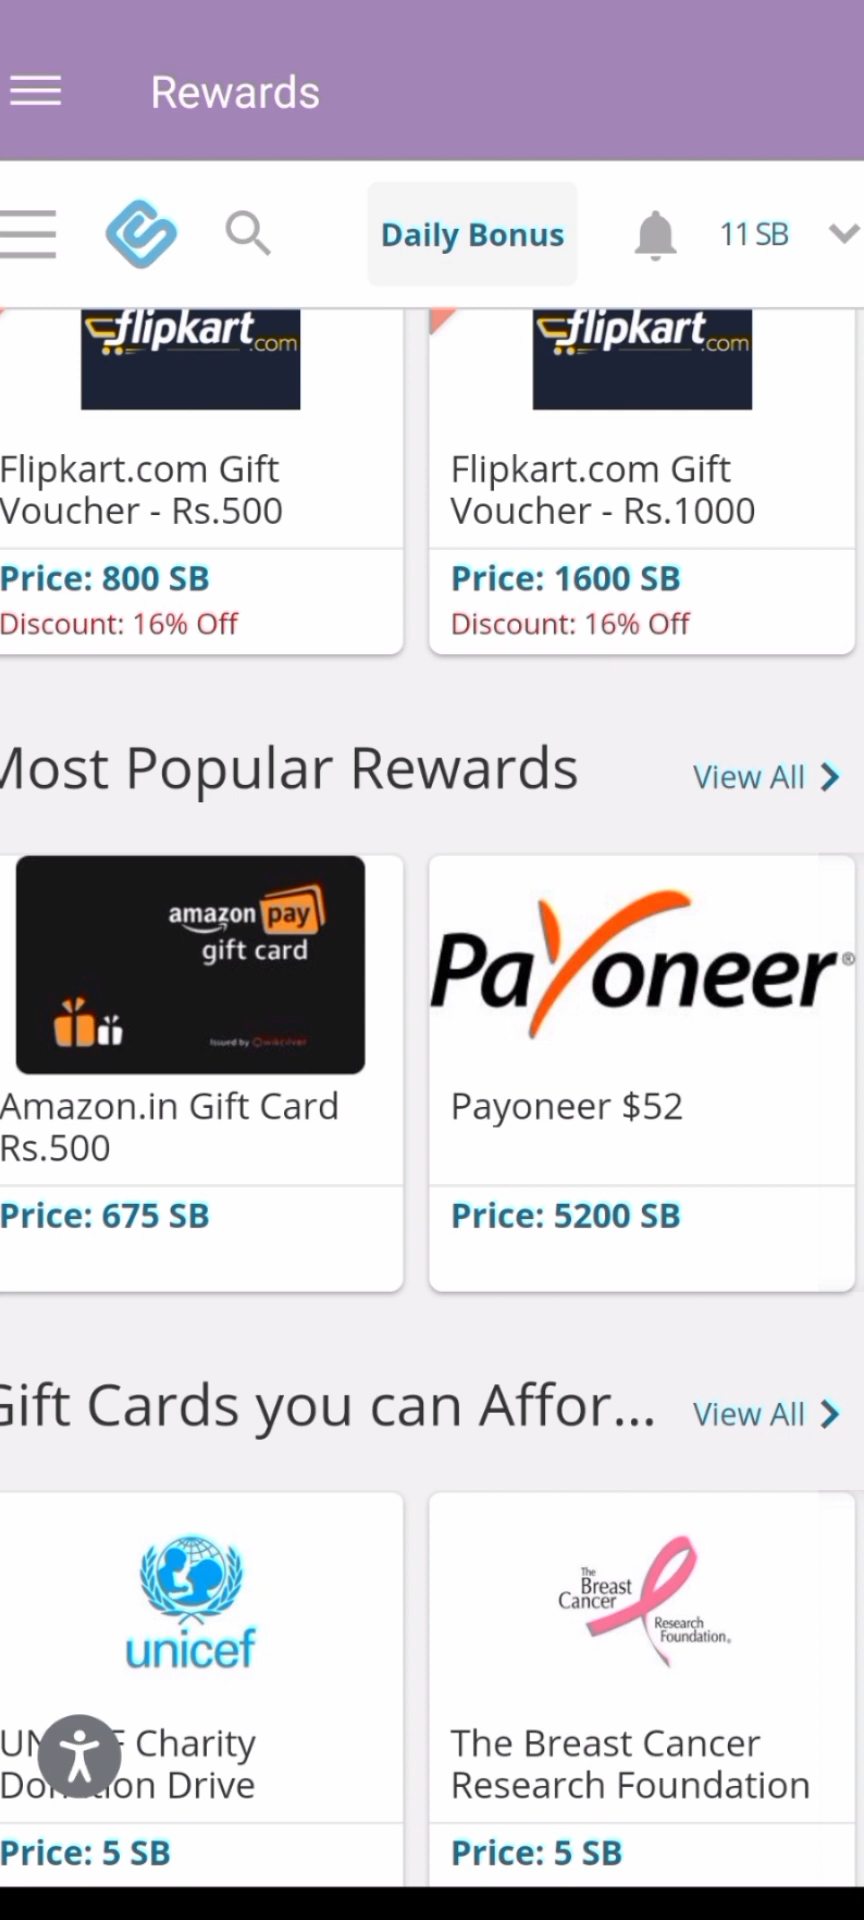 Rewards
Daily Bonus
11 SB
flipkart.com
flipkart.com
Flipkart.com Gift
Voucher - Rs.500
Flipkart.com Gift
Voucher - Rs.1000
Price: 800 SB
Price: 1600 SB
Discount: 16% Off
Discount: 16% Off
Most Popular Rewards
View All
amazon pay
gift card
Issued by Qwikcilver
Payoneer®
Amazon.in Gift Card
Rs.500
Payoneer $52
Price: 675 SB
Price: 5200 SB
Gift Cards you can Affor...
View All
unicef
The
Breast
Cancer
Research
Foundation®
Charity
Drive
The Breast Cancer
Research Foundation
Price: 5 SB
Price: 5 SB